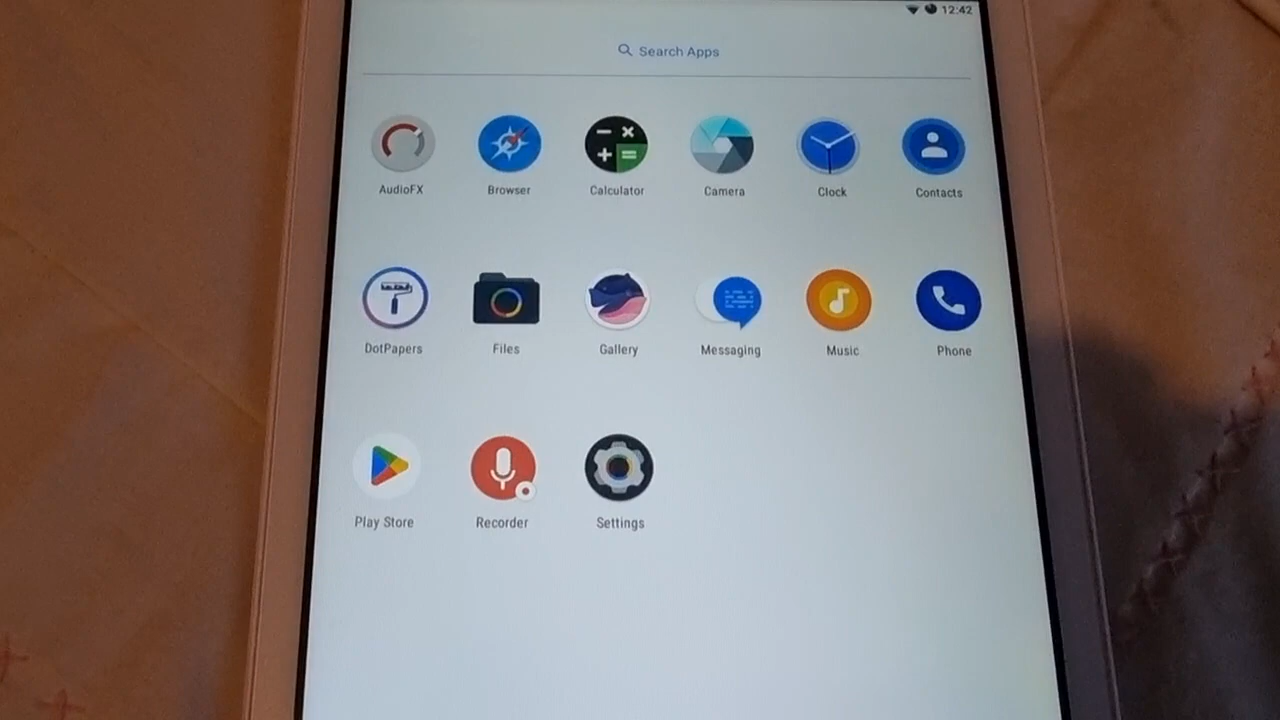 12:42
Search Apps
AudioFX Browser Calculator Camera Clock Contacts
DotPapers Files Gallery Messaging Music Phone
Play Store Recorder Settings